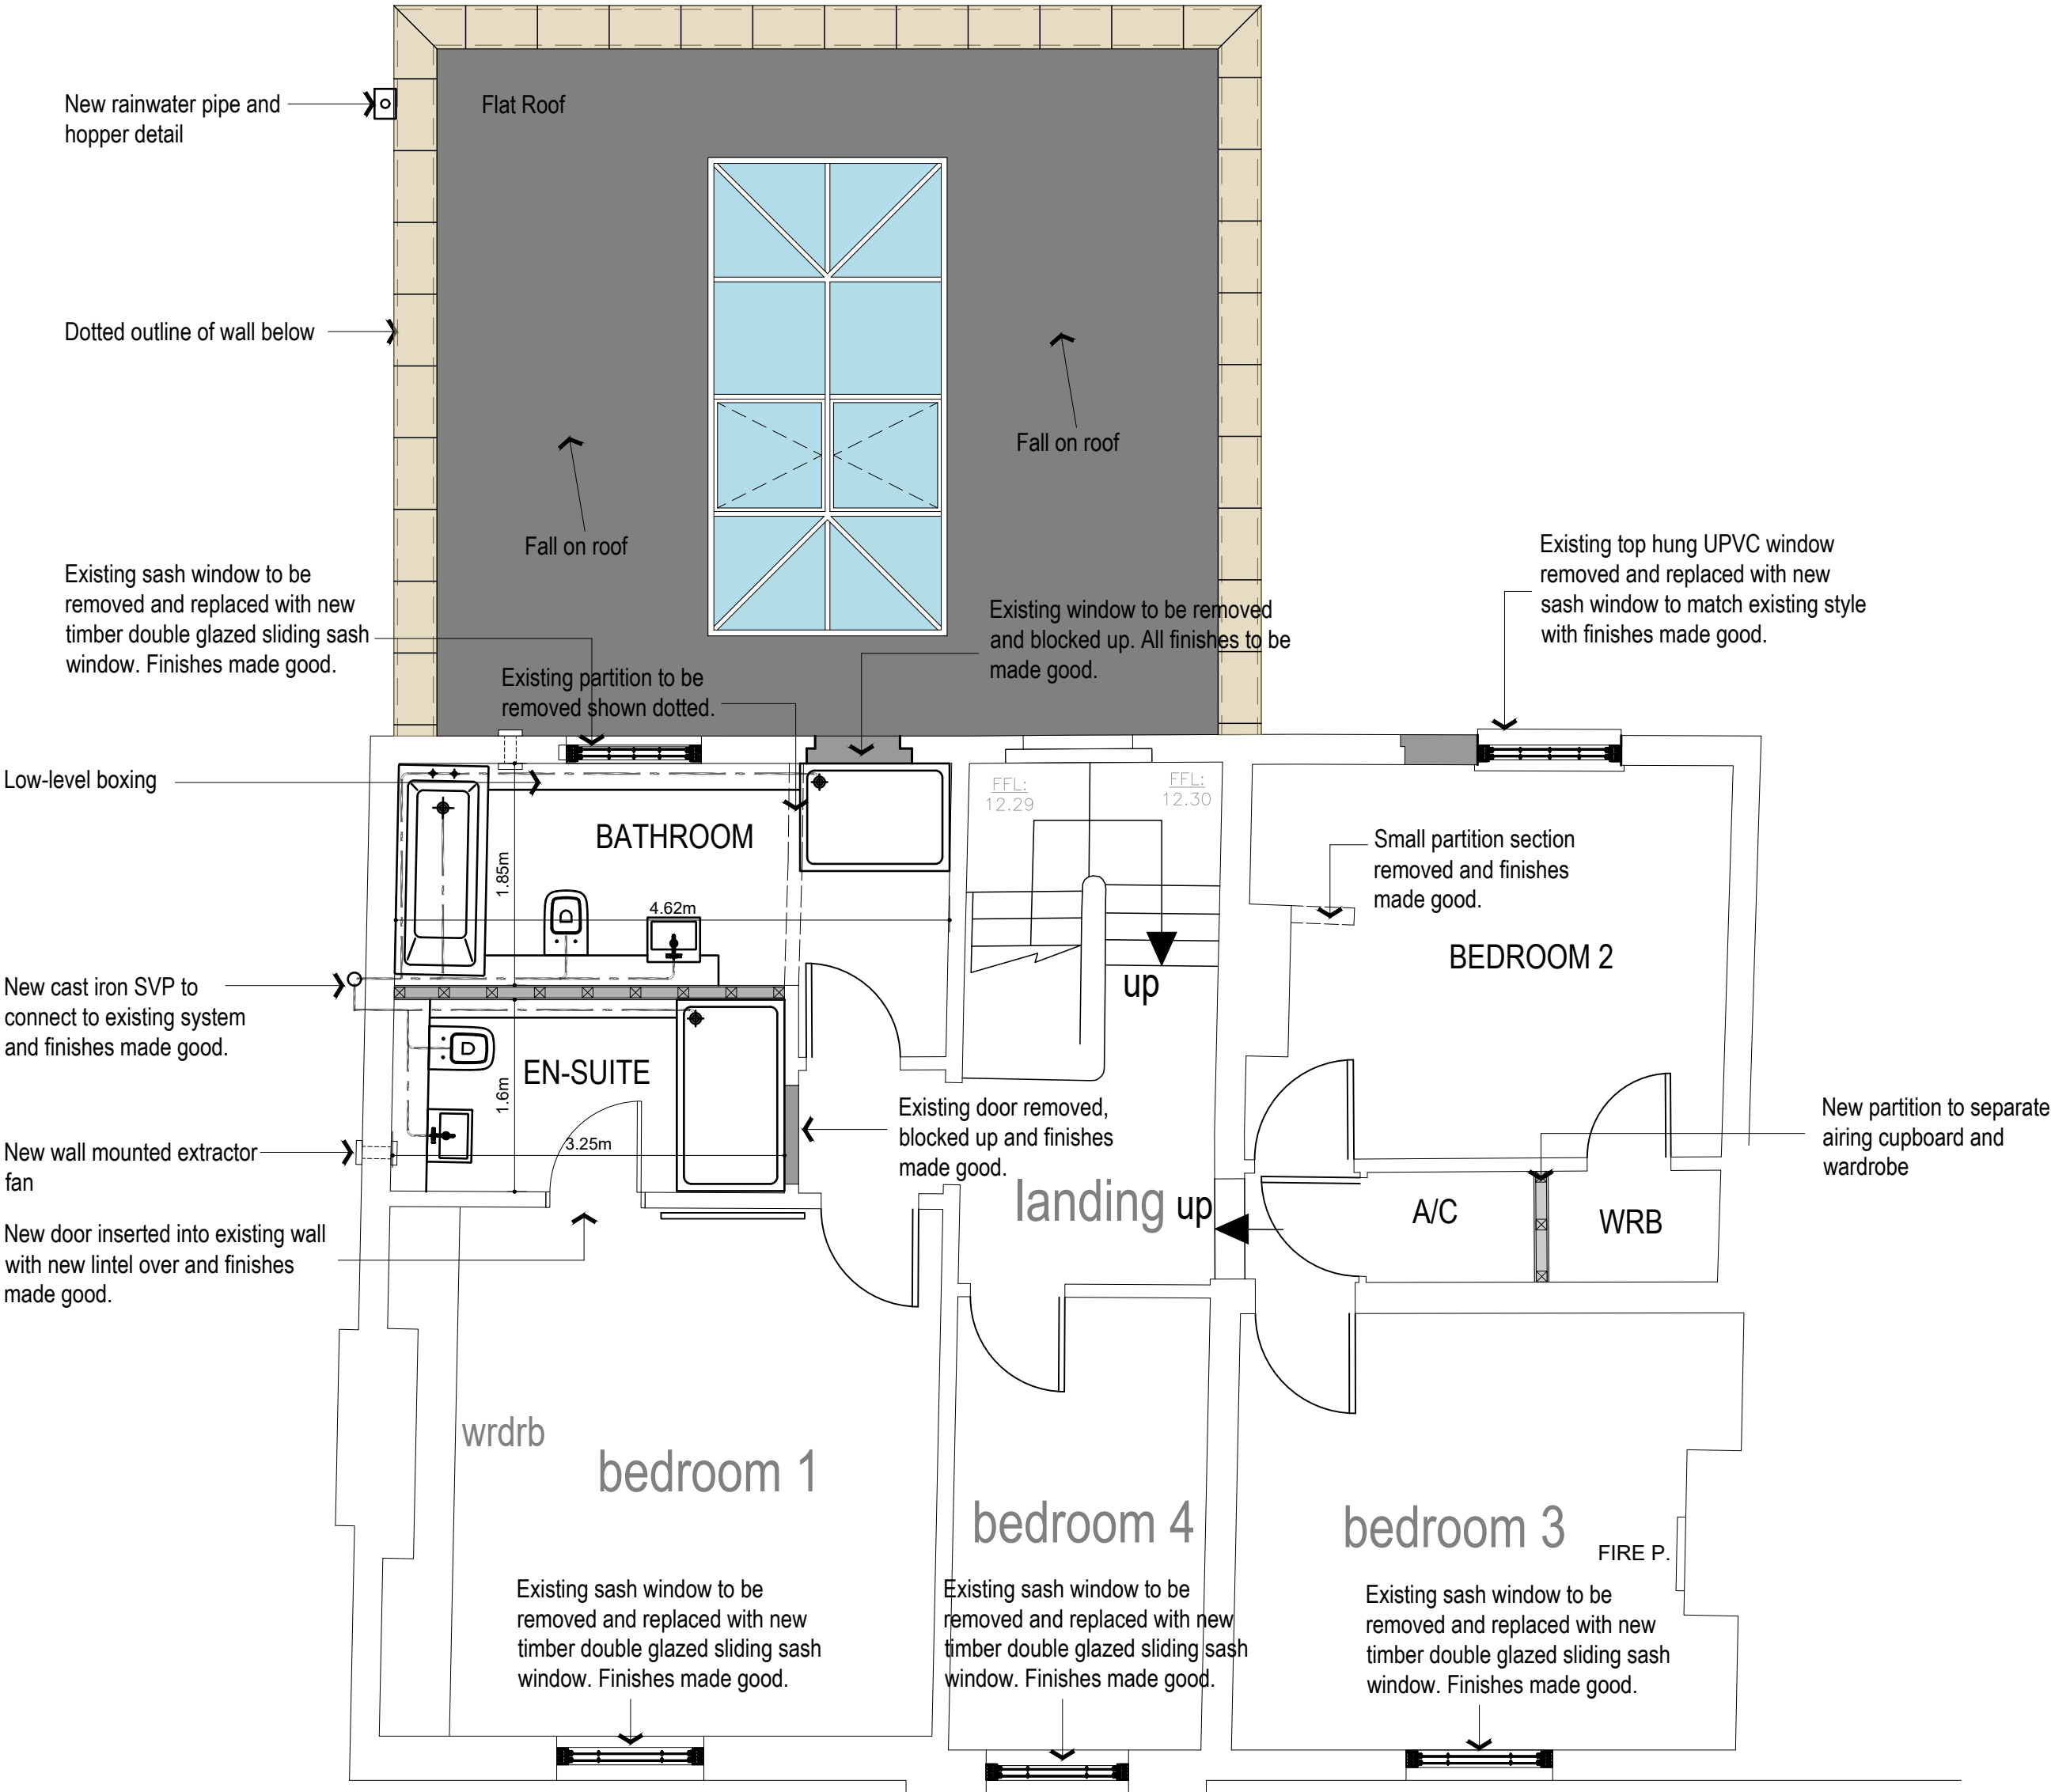 New rainwater pipe and
hopper detail
Flat Roof
Dotted outline of wall below
Fall on roof
Fall on roof
Existing sash window to be
removed and replaced with new
timber double glazed sliding sash
window. Finishes made good.
Existing partition to be
removed shown dotted.
Existing window to be removed
and blocked up. All finishes to be
made good.
Existing top hung UPVC window
removed and replaced with new
sash window to match existing style
with finishes made good.
Low-level boxing
FFL:
12.29
FFL:
12.30
BATHROOM
1.85m
4.62m
Small partition section
removed and finishes
made good.
BEDROOM 2
up
New cast iron SVP to
connect to existing system
and finishes made good.
EN-SUITE
1.6m
3.25m
Existing door removed,
blocked up and finishes
made good.
New partition to separate
airing cupboard and
wardrobe
New wall mounted extractor
fan
landing
up
A/C
WRB
New door inserted into existing wall
with new lintel over and finishes
made good.
wrdrb
bedroom 1
bedroom 4
bedroom 3
FIRE P.
Existing sash window to be
removed and replaced with new
timber double glazed sliding sash
window. Finishes made good.
Existing sash window to be
removed and replaced with new
timber double glazed sliding sash
window. Finishes made good.
Existing sash window to be
removed and replaced with new
timber double glazed sliding sash
window. Finishes made good.